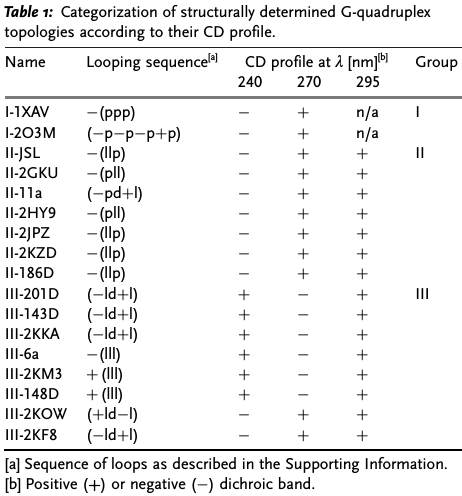 Table 1: Categorization of structurally determined G-quadruplex
topologies according to their CD profile.
Name Looping sequence[a] CD profile at λ [nm][b] Group
240 270 295
I-1XAV −(ppp) − + n/a I
I-2O3M (−p−p−p+p) − + n/a
II-JSL −(llp) − + + II
II-2GKU −(pll) − + +
II-11a (−pd+l) − + +
II-2HY9 −(pll) − + +
II-2JPZ −(llp) − + +
II-2KZD −(llp) − + +
II-186D −(llp) − + +
III-201D (−ld+l) + − + III
III-143D (−ld+l) + − +
III-2KKA (−ld+l) + − +
III-6a −(lll) + − +
III-2KM3 +(lll) + − +
III-148D +(lll) + − +
III-2KOW (+ld−l) − + +
III-2KF8 (−ld+l) − + +
[a] Sequence of loops as described in the Supporting Information.
[b] Positive (+) or negative (−) dichroic band.